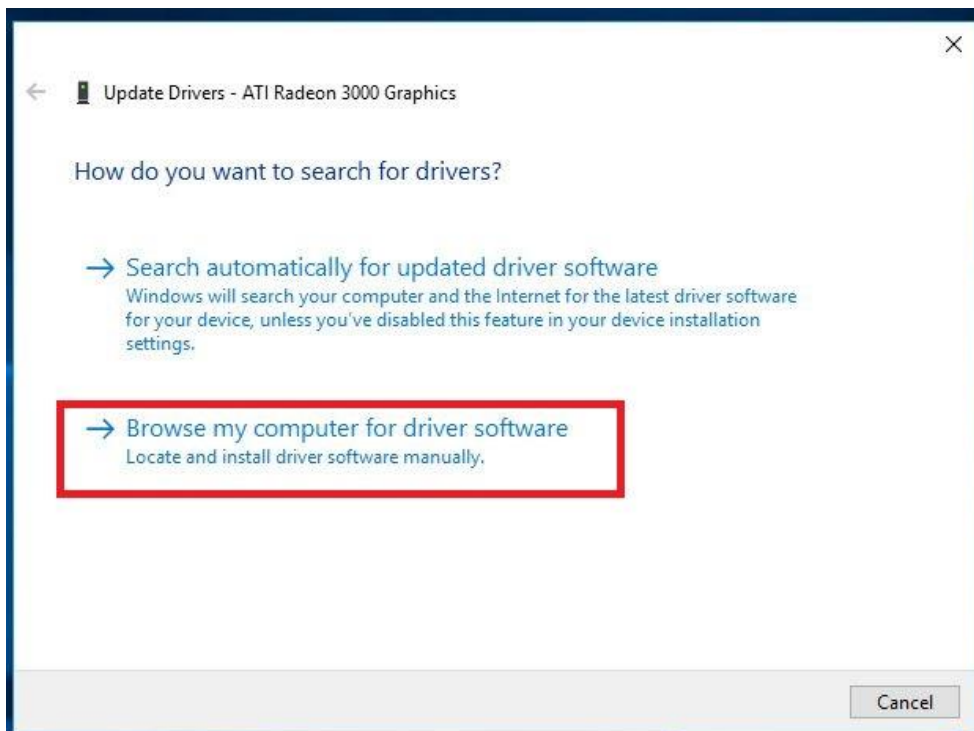 Update Drivers - ATI Radeon 3000 Graphics
How do you want to search for drivers?
Search automatically for updated driver software
Windows will search your computer and the Internet for the latest driver software
for your device, unless you've disabled this feature in your device installation
settings.
Browse my computer for driver software
Locate and install driver software manually.
Cancel